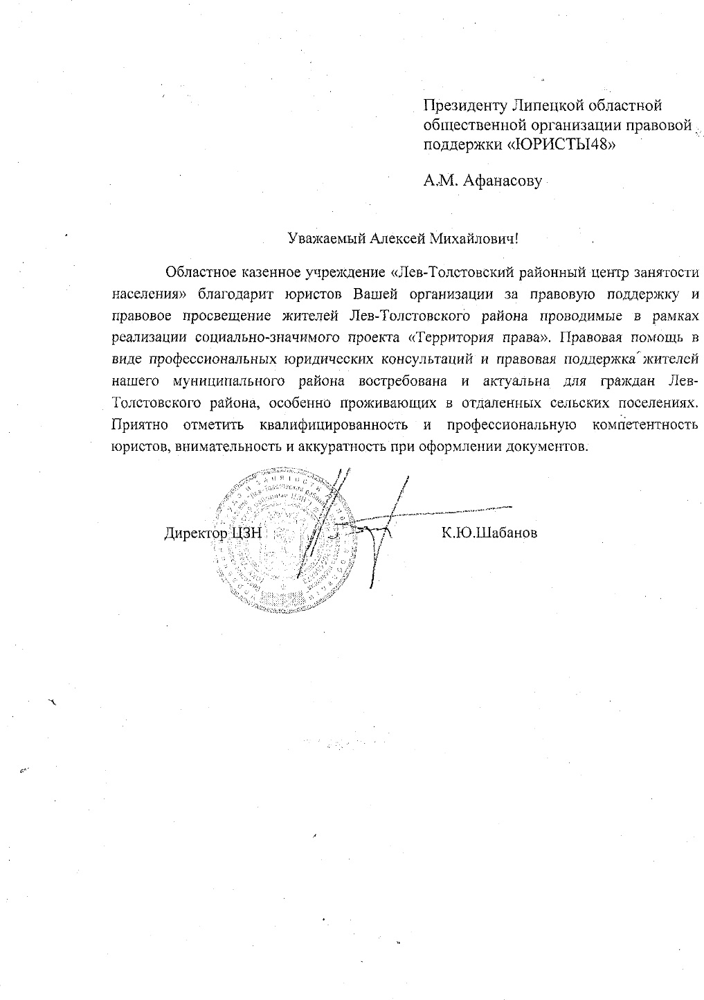 Президенту Липецкой областной
общественной организации правовой
поддержки «ЮРИСТЫ48»
А.М. Афанасову
Уважаемый Алексей Михайлович!
Областное казенное учреждение «Лев-Толстовский районный центр занятости
населения» благодарит юристов Вашей организации за правовую поддержку и
правовое просвещение жителей Лев-Толстовского района проводимые в рамках
реализации социально-значимого проекта «Территория права». Правовая помощь в
виде профессиональных юридических консультаций и правовая поддержка жителей
нашего муниципального района востребована и актуальна для граждан Лев-
Толстовского района, особенно проживающих в отдаленных сельских поселениях.
Приятно отметить квалифицированность и профессиональную компетентность
юристов, внимательность и аккуратность при оформлении документов.
Директор ЦЗН К.Ю.Шабанов